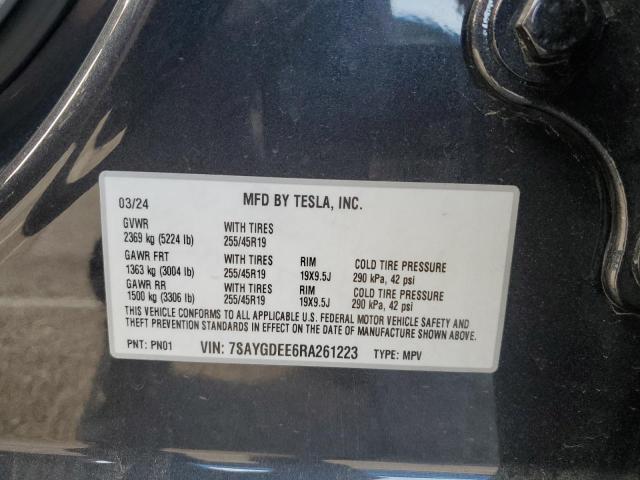 03/24 MFD BY TESLA, INC.
GVWR WITH TIRES
2369 kg (5224 lb) 255/45R19
GAWR FRT WITH TIRES RIM COLD TIRE PRESSURE
1363 kg (3004 lb) 255/45R19 19X9.5J 290 kPa, 42 psi
GAWR RR WITH TIRES RIM COLD TIRE PRESSURE
1500 kg (3306 lb) 255/45R19 19X9.5J 290 kPa, 42 psi
THIS VEHICLE CONFORMS TO ALL APPLICABLE U.S. FEDERAL MOTOR VEHICLE SAFETY AND
THEFT PREVENTION STANDARDS IN EFFECT ON THE DATE OF MANUFACTURE SHOWN ABOVE.
PNT: PN01 VIN: 7SAYGDEE6RA261223 TYPE: MPV